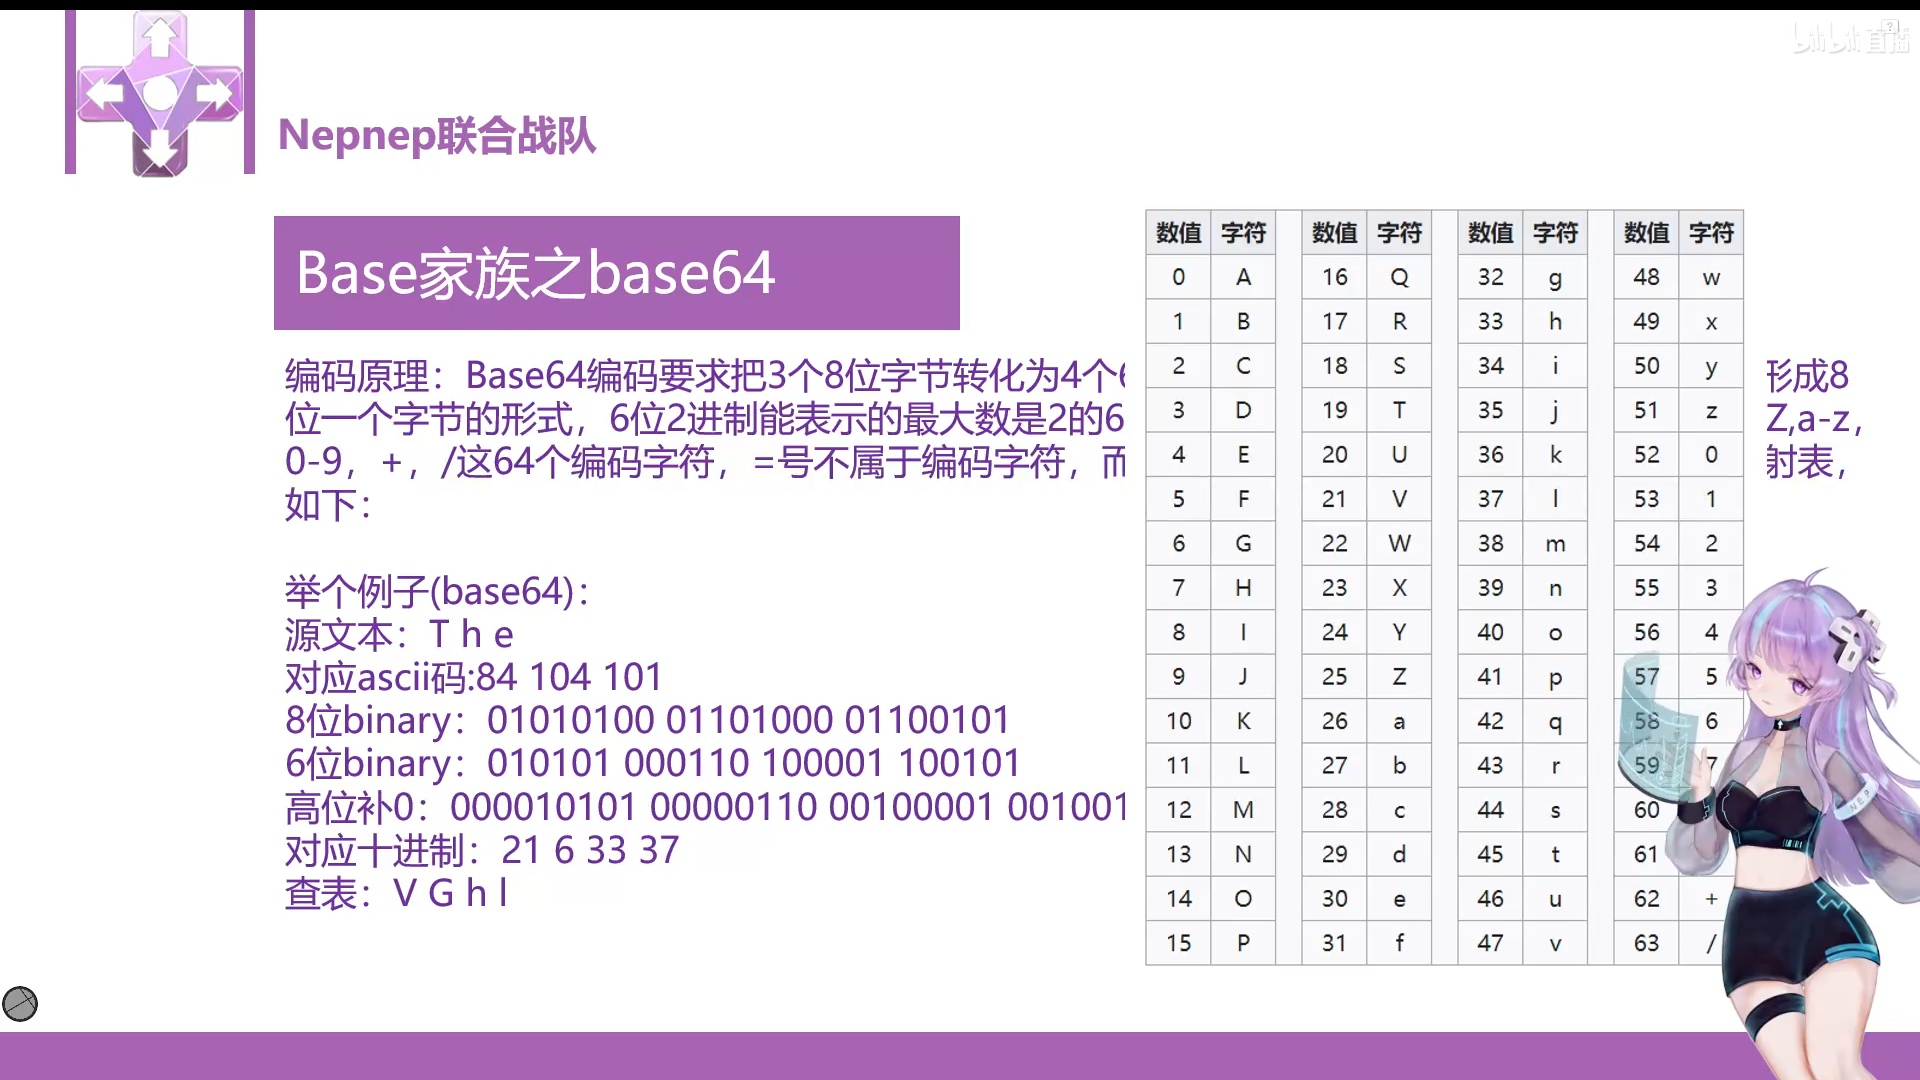 bilibili 直播
Nepnep联合战队
Base家族之base64
编码原理：Base64编码要求把3个8位字节转化为4个 形成8
位一个字节的形式，6位2进制能表示的最大数是2的6 Z,a-z，
0-9，+，/这64个编码字符，=号不属于编码字符， 射表，
如下：
举个例子(base64)：
源文本：T h e
对应ascii码:84 104 101
8位binary：01010100 01101000 01100101
6位binary：010101 000110 100001 100101
高位补0：000010101 00000110 00100001 001001
对应十进制：21 6 33 37
查表：V G h l
数值 字符 数值 字符 数值 字符 数值 字符
0 A 16 Q 32 g 48 w
1 B 17 R 33 h 49 x
2 C 18 S 34 i 50 y
3 D 19 T 35 j 51 z
4 E 20 U 36 k 52 0
5 F 21 V 37 l 53 1
6 G 22 W 38 m 54 2
7 H 23 X 39 n 55 3
8 I 24 Y 40 o 56 4
9 J 25 Z 41 p 57 5
10 K 26 a 42 q 58 6
11 L 27 b 43 r 59 7
12 M 28 c 44 s 60
13 N 29 d 45 t 61
14 O 30 e 46 u 62 +
15 P 31 f 47 v 63 /
NEP